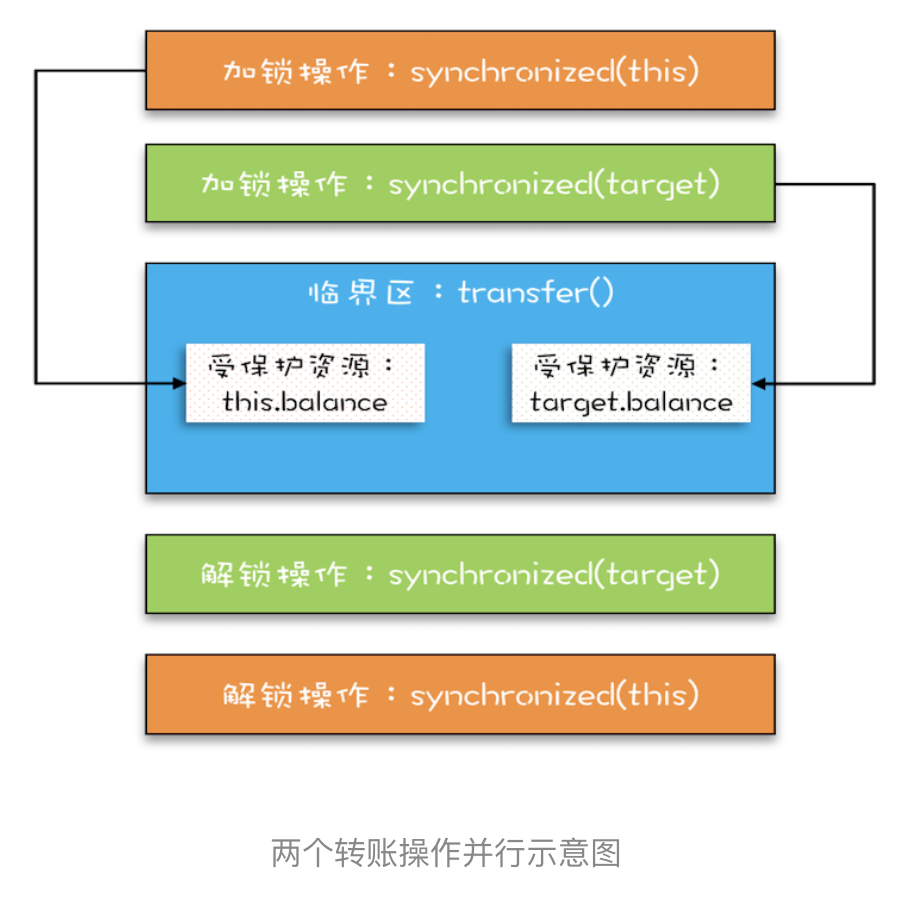 加锁操作：synchronized(this)
加锁操作：synchronized(target)
临界区：transfer()
受保护资源：
this.balance
受保护资源：
target.balance
解锁操作：synchronized(target)
解锁操作：synchronized(this)
两个转账操作并行示意图